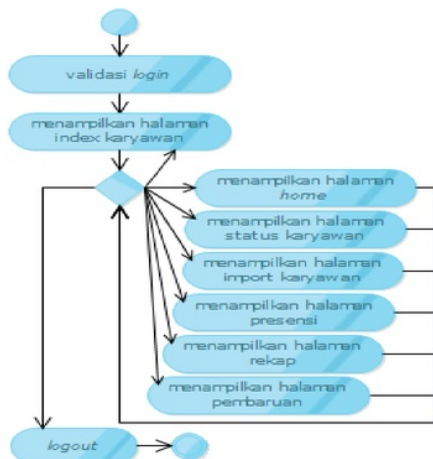 validasi login
menampilkan halaman
index karyawan
menampilkan halaman
home
menampilkan halaman
status karyawan
menampilkan halaman
import karyawan
menampilkan halaman
presensi
menampilkan halaman
rekap
menampilkan halaman
pembaruan
logout